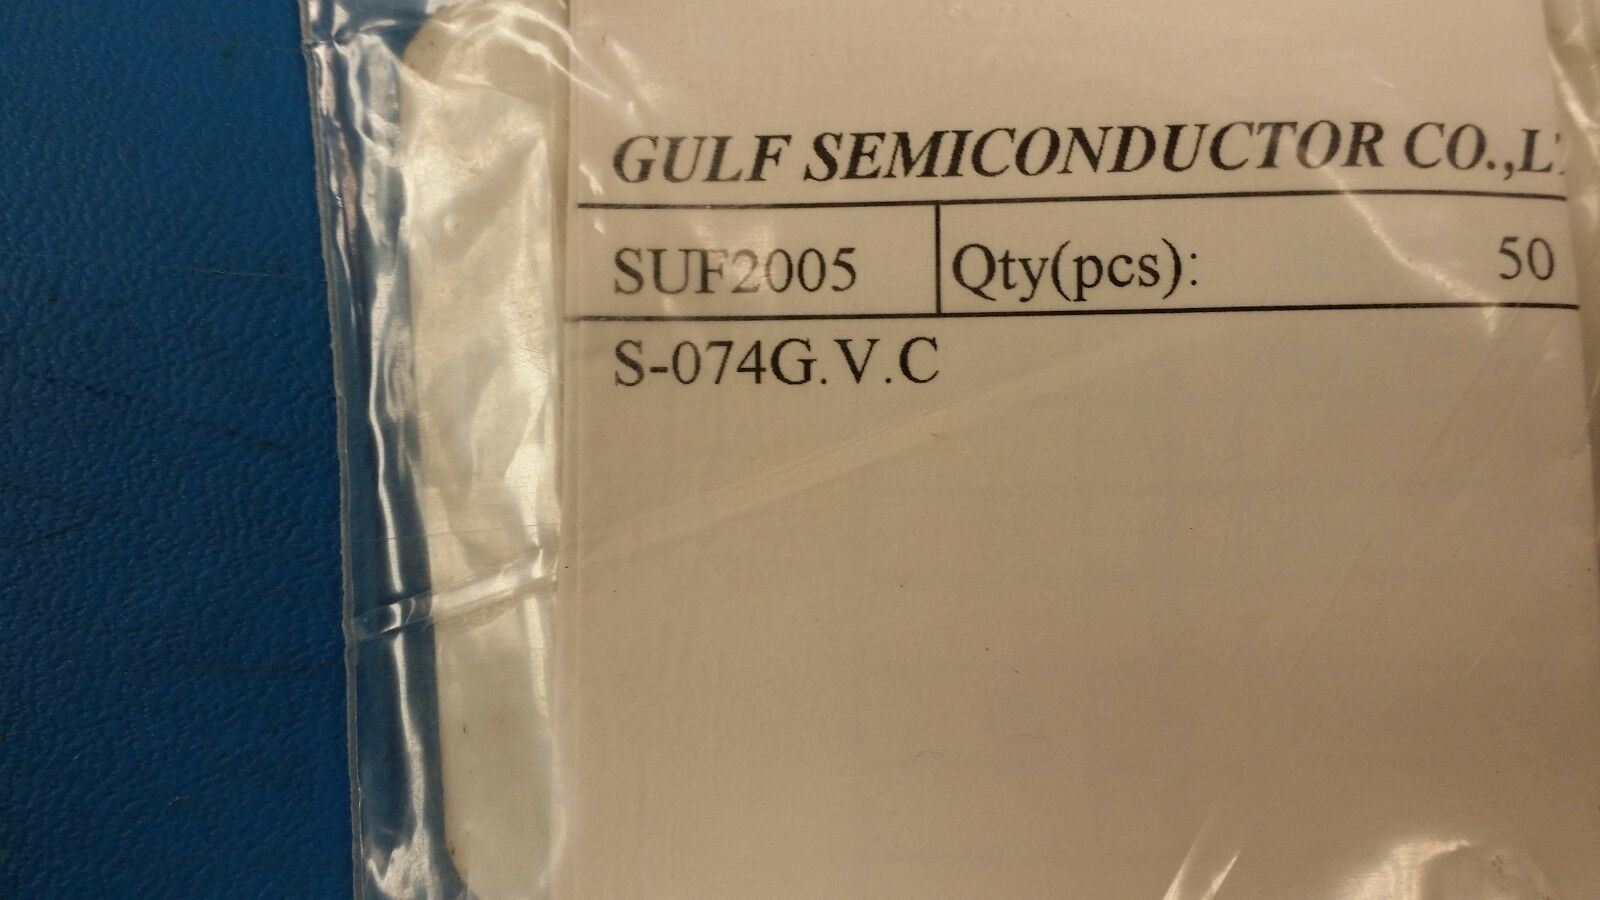 GULF SEMICONDUCTOR CO.,L
SUF2005 Qty(pcs): 50
S-074G.V.C